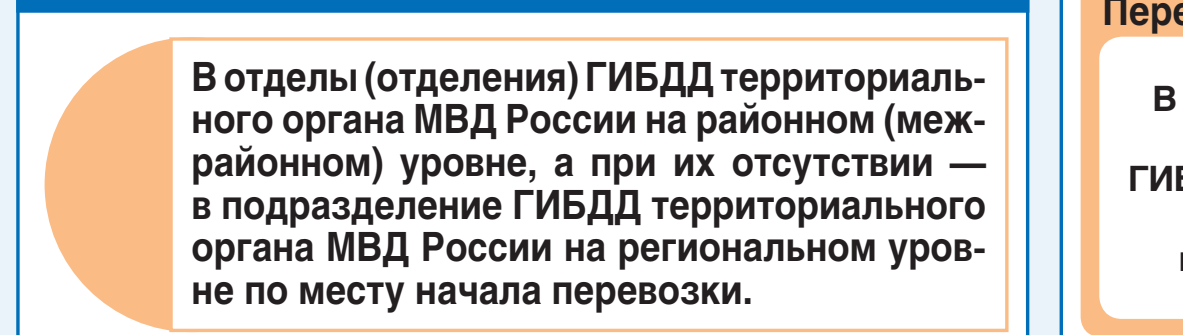 В отделы (отделения) ГИБДД территориаль-
ного органа МВД России на районном (меж-
районном) уровне, а при их отсутствии —
в подразделение ГИБДД территориального
органа МВД России на региональном уров-
не по месту начала перевозки.
В